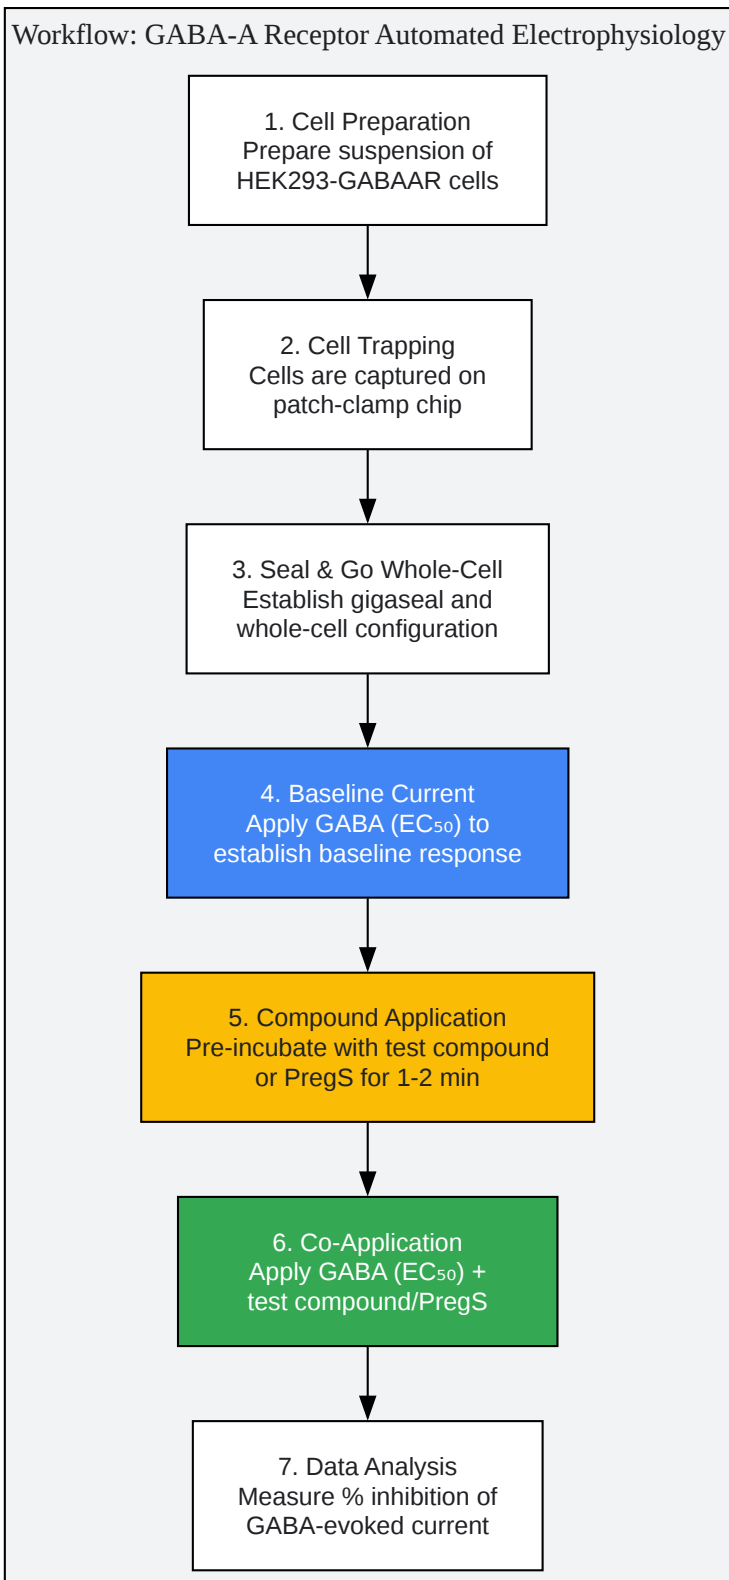 Workflow: GABA-A Receptor Automated Electrophysiology
1. Cell Preparation
Prepare suspension of
HEK293-GABAAR cells
2. Cell Trapping
Cells are captured on
patch-clamp chip
3. Seal & Go Whole-Cell
Establish gigaseal and
whole-cell configuration
4. Baseline Current
Apply GABA (EC₅₀) to
establish baseline response
5. Compound Application
Pre-incubate with test compound
or PregS for 1-2 min
6. Co-Application
Apply GABA (EC₅₀) +
test compound/PregS
7. Data Analysis
Measure % inhibition of
GABA-evoked current